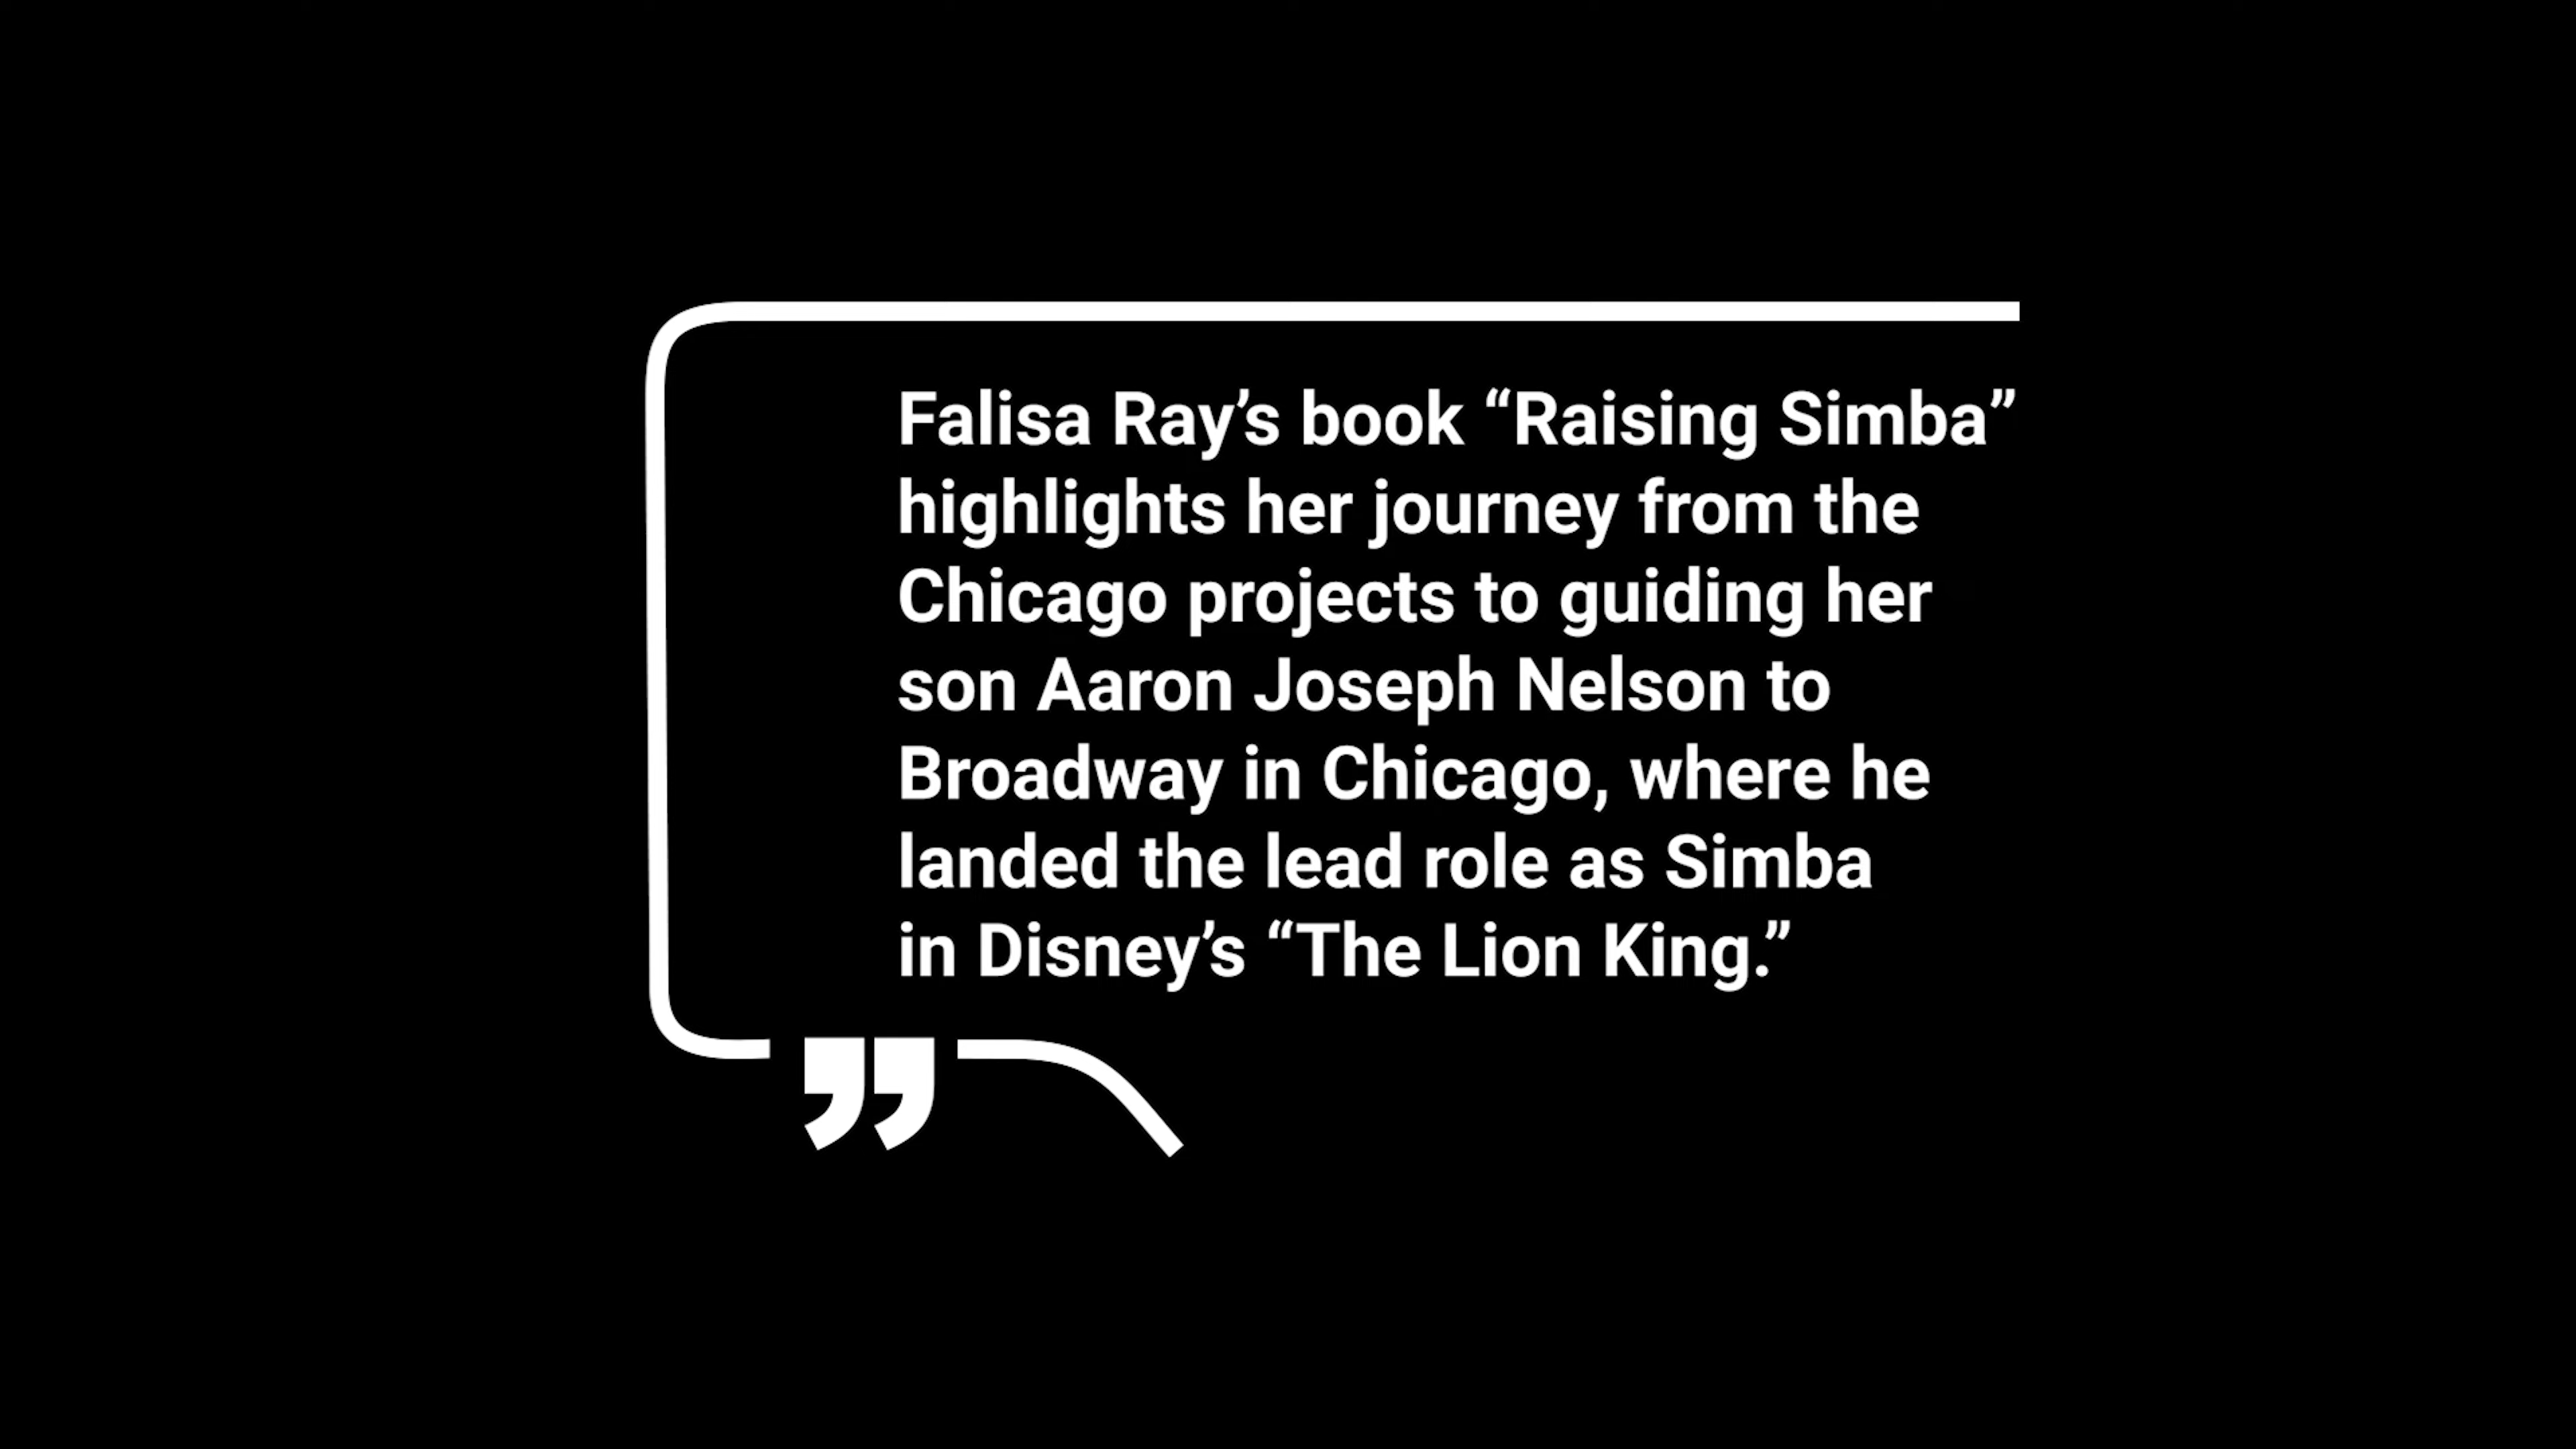 Falisa Ray’s book “Raising Simba”
highlights her journey from the
Chicago projects to guiding her
son Aaron Joseph Nelson to
Broadway in Chicago, where he
landed the lead role as Simba
in Disney’s “The Lion King.”
”